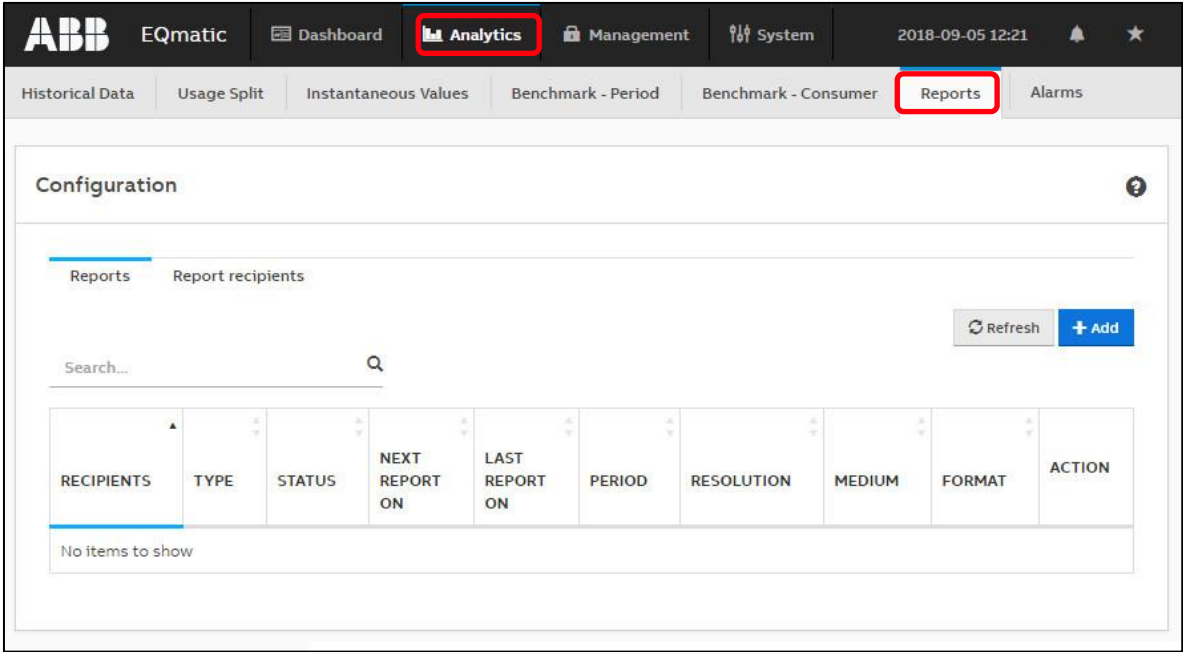 ABB EQmatic Dashboard Analytics Management System 2018-09-05 12:21
Historical Data Usage Split Instantaneous Values Benchmark - Period Benchmark - Consumer Reports Alarms
Configuration
Reports Report recipients
Refresh + Add
Search...
RECIPIENTS TYPE STATUS NEXT REPORT ON LAST REPORT ON PERIOD RESOLUTION MEDIUM FORMAT ACTION
No items to show